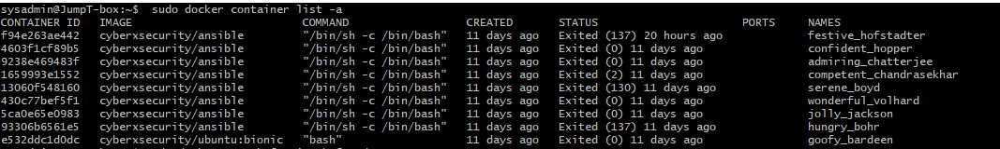 sysadmin@JumpT-box:~$ sudo docker container list -a
CONTAINER ID IMAGE COMMAND CREATED STATUS PORTS NAMES
f94e263ae442 cyberxsecurity/ansible "/bin/sh -c /bin/bash" 11 days ago Exited (137) 20 hours ago festive_hofstadter
4603f1cf89b5 cyberxsecurity/ansible "/bin/sh -c /bin/bash" 11 days ago Exited (0) 11 days ago confident_hopper
9238e469483f cyberxsecurity/ansible "/bin/sh -c /bin/bash" 11 days ago Exited (0) 11 days ago admiring_chatterjee
1659993e1552 cyberxsecurity/ansible "/bin/sh -c /bin/bash" 11 days ago Exited (2) 11 days ago competent_chandrasekhar
13060f548160 cyberxsecurity/ansible "/bin/sh -c /bin/bash" 11 days ago Exited (130) 11 days ago serene_boyd
430c77bef5f1 cyberxsecurity/ansible "/bin/sh -c /bin/bash" 11 days ago Exited (0) 11 days ago wonderful_volhard
5ca0e65e0983 cyberxsecurity/ansible "/bin/sh -c /bin/bash" 11 days ago Exited (0) 11 days ago jolly_jackson
93306b6561e5 cyberxsecurity/ansible "/bin/sh -c /bin/bash" 11 days ago Exited (137) 11 days ago hungry_bohr
e532ddc1d0dc cyberxsecurity/ubuntu:bionic "bash" 11 days ago Exited (0) 11 days ago goofy_bardeen